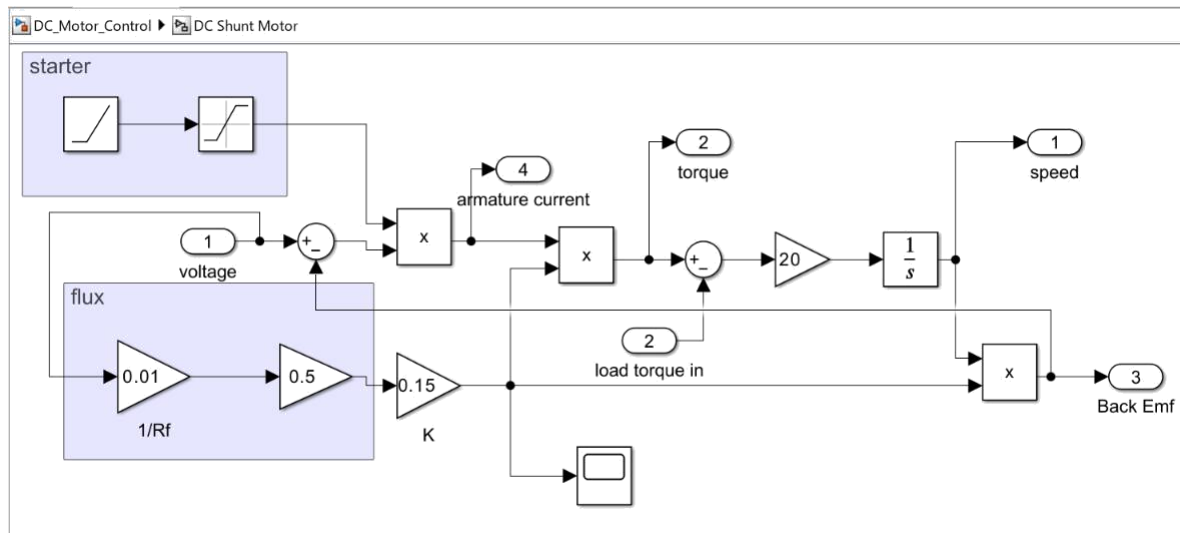 DC_Motor_Control DC Shunt Motor
starter
2
torque
1
speed
4
armature current
x
1
voltage
+
−
x
+
−
20
1
s
flux
2
load torque in
0.01
1/Rf
0.5
0.15
K
x
3
Back Emf